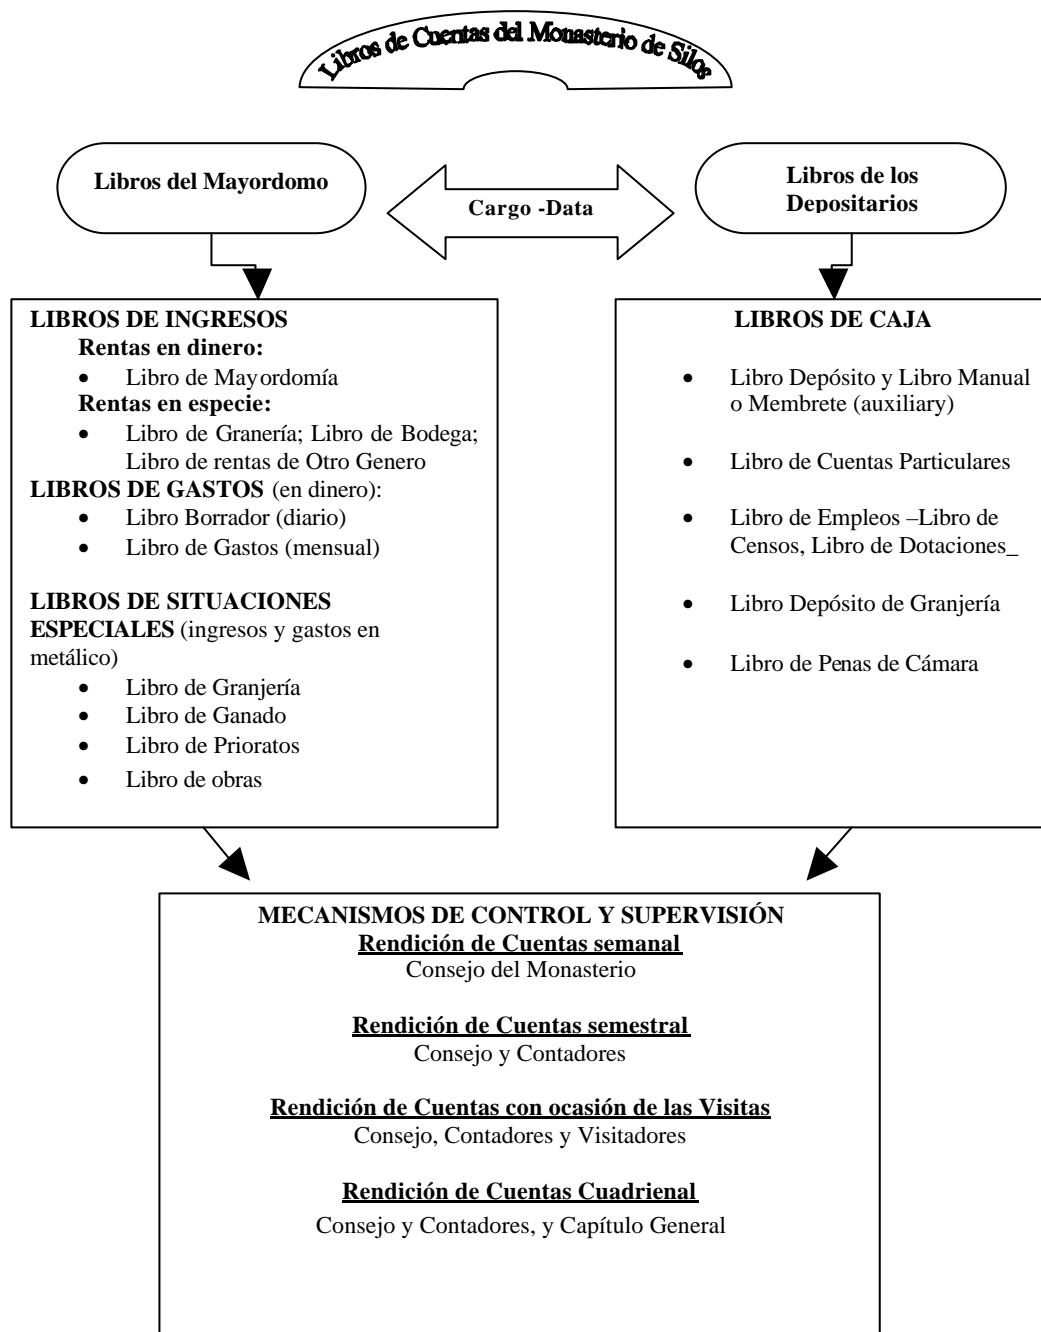 Libros de Cuentas del Monasterio de Silos
Libros del Mayordomo
Cargo -Data
Libros de los
Depositarios
LIBROS DE INGRESOS
Rentas en dinero:
• Libro de Mayordomía
Rentas en especie:
• Libro de Granería; Libro de Bodega;
Libro de rentas de Otro Genero
LIBROS DE GASTOS (en dinero):
• Libro Borrador (diario)
• Libro de Gastos (mensual)
LIBROS DE SITUACIONES
ESPECIALES (ingresos y gastos en
metálico)
• Libro de Granjería
• Libro de Ganado
• Libro de Prioratos
• Libro de obras
LIBROS DE CAJA
• Libro Depósito y Libro Manual
o Membrete (auxiliary)
• Libro de Cuentas Particulares
• Libro de Empleos –Libro de
Censos, Libro de Dotaciones_
• Libro Depósito de Granjería
• Libro de Penas de Cámara
MECANISMOS DE CONTROL Y SUPERVISIÓN
Rendición de Cuentas semanal
Consejo del Monasterio
Rendición de Cuentas semestral
Consejo y Contadores
Rendición de Cuentas con ocasión de las Visitas
Consejo, Contadores y Visitadores
Rendición de Cuentas Cuadrienal
Consejo y Contadores, y Capítulo General